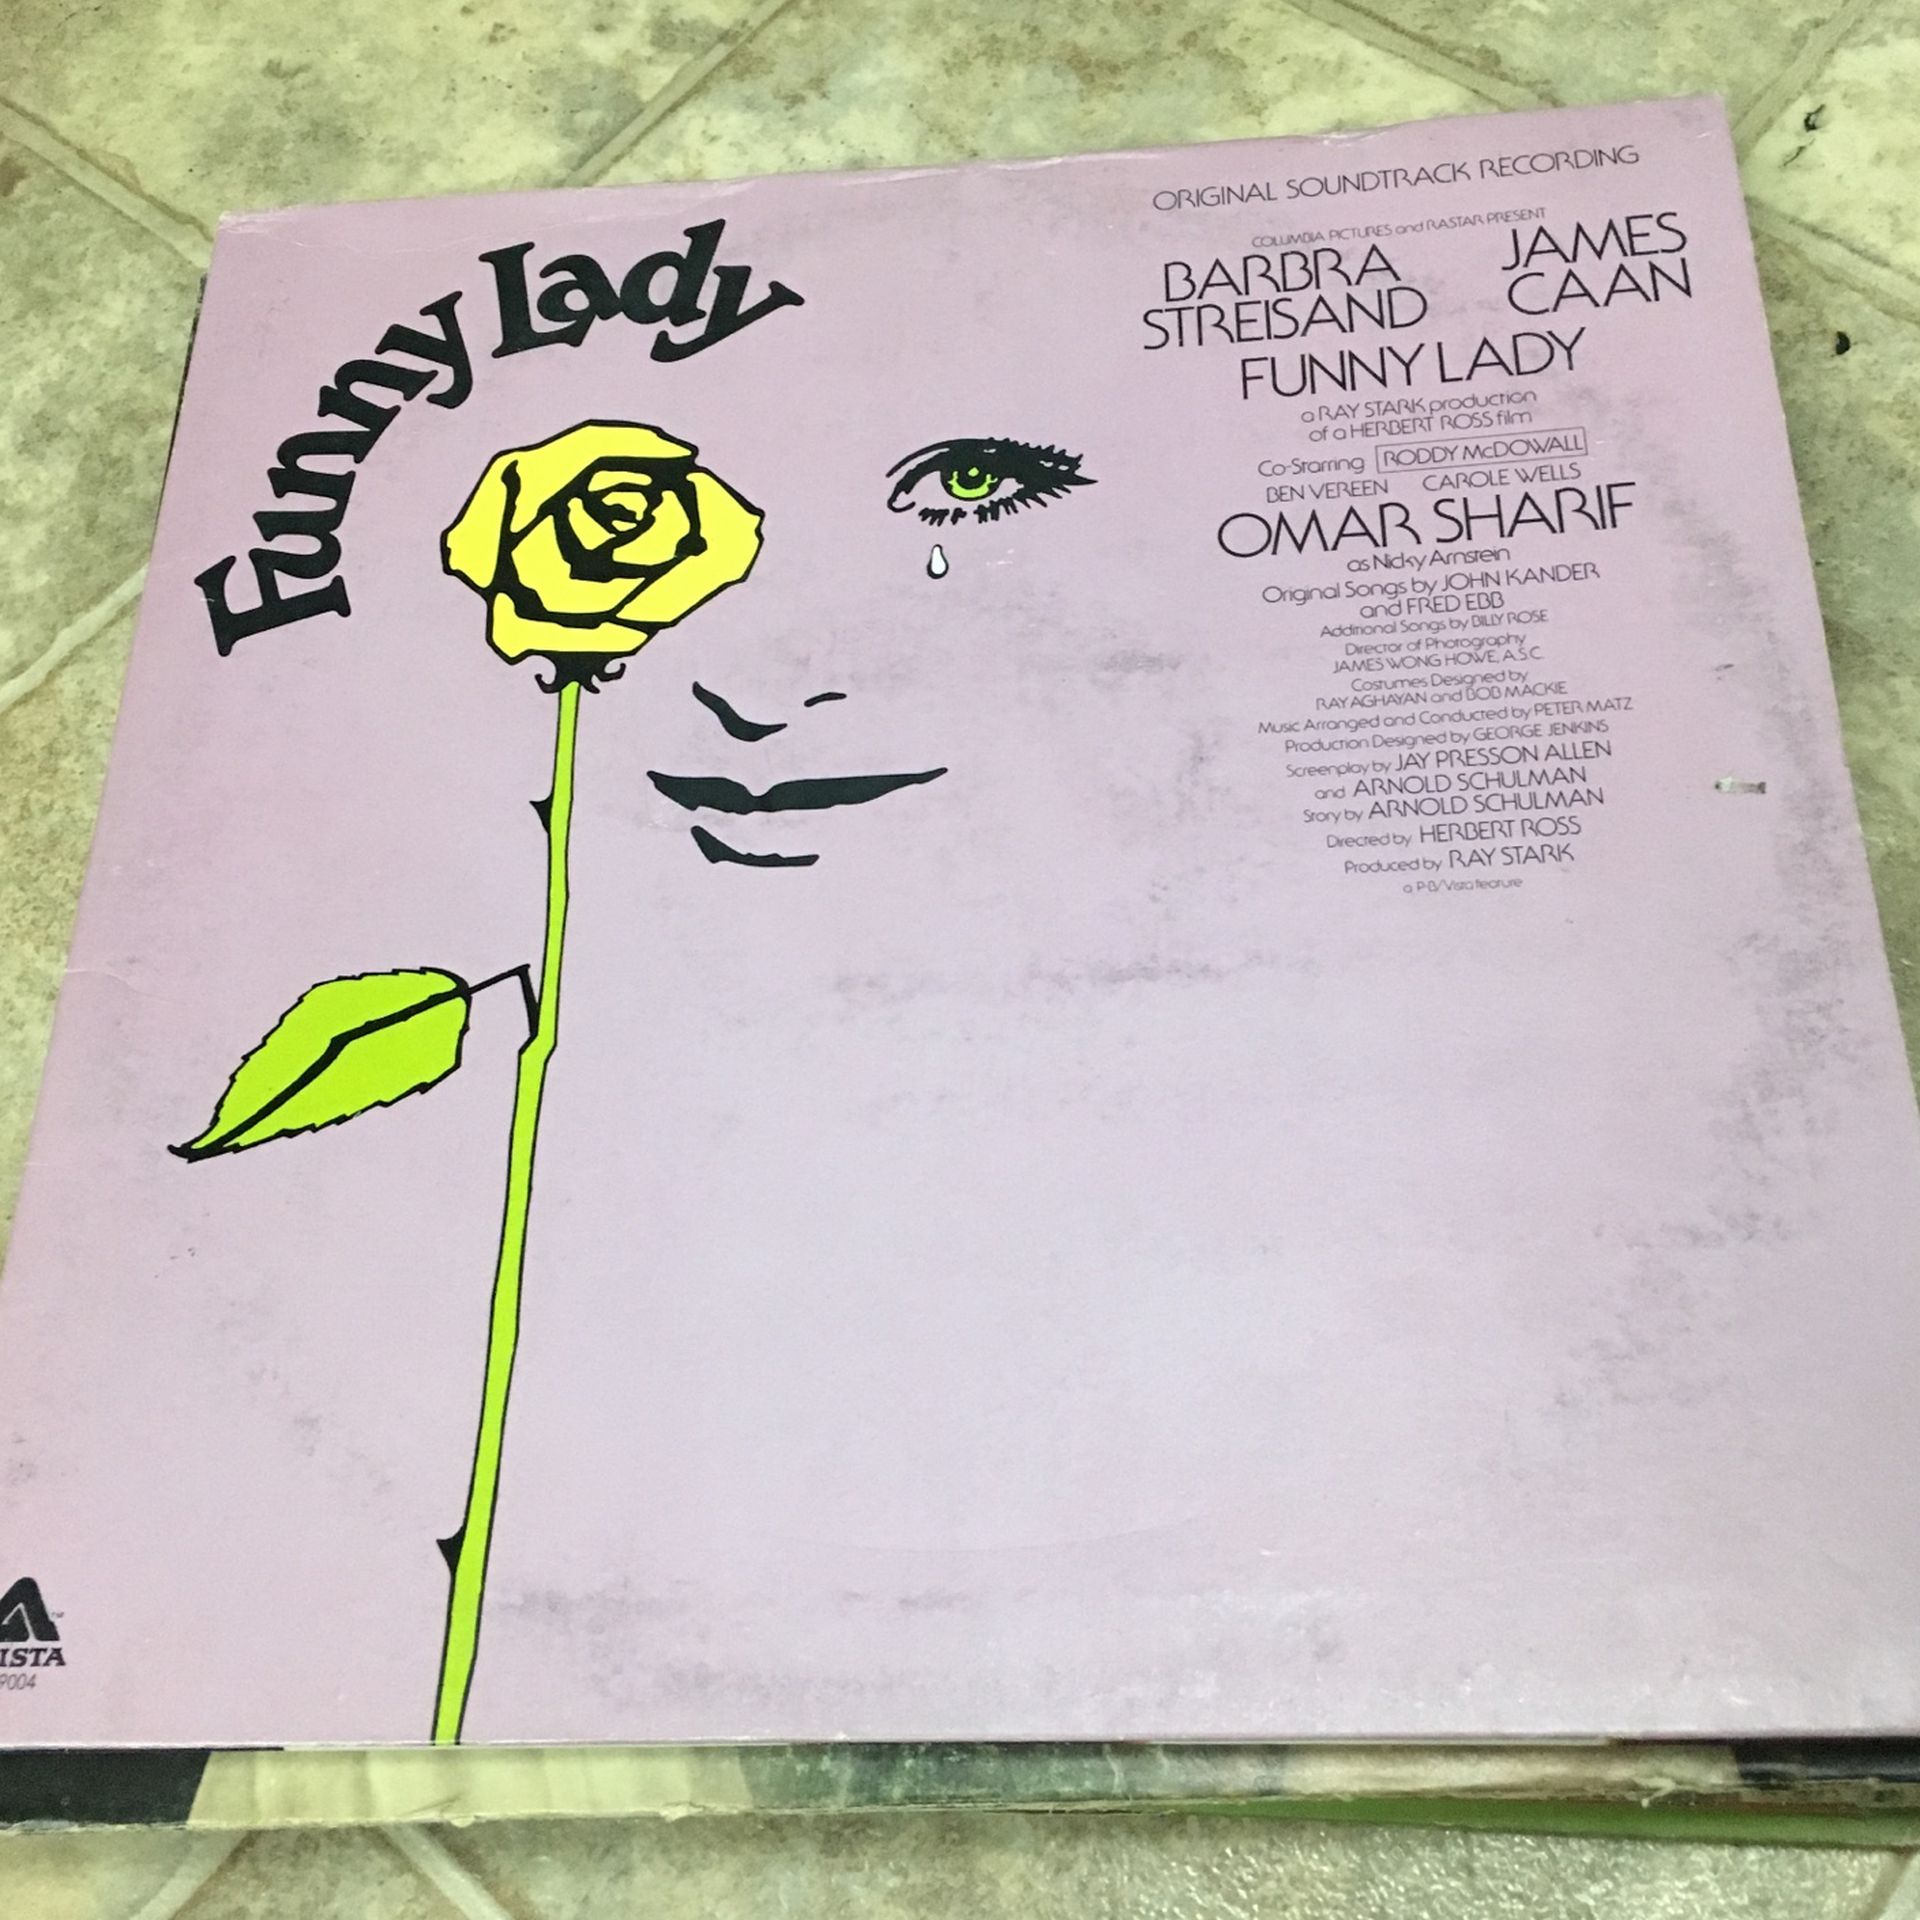 Funny Lady
ORIGINAL SOUNDTRACK RECORDING
COLUMBIA PICTURES and RASTAR PRESENT
BARBRA STREISAND
JAMES CAAN
FUNNY LADY
a RAY STARK production
of a HERBERT ROSS film
Co-Starring RODDY McDOWALL
BEN VEREEN CAROLE WELLS
OMAR SHARIF
as Nicky Arnstein
Original Songs by JOHN KANDER
and FRED EBB
Additional Songs by BILLY ROSE
Director of Photography
JAMES WONG HOWE, A.S.C.
Costumes Designed by
RAY AGHAYAN and BOB MACKIE
Music Arranged and Conducted by PETER MATZ
Production Designed by GEORGE JENKINS
Screenplay by JAY PRESSON ALLEN
and ARNOLD SCHULMAN
Story by ARNOLD SCHULMAN
Directed by HERBERT ROSS
Produced by RAY STARK
a P-B/Vista feature
ISTA
9004